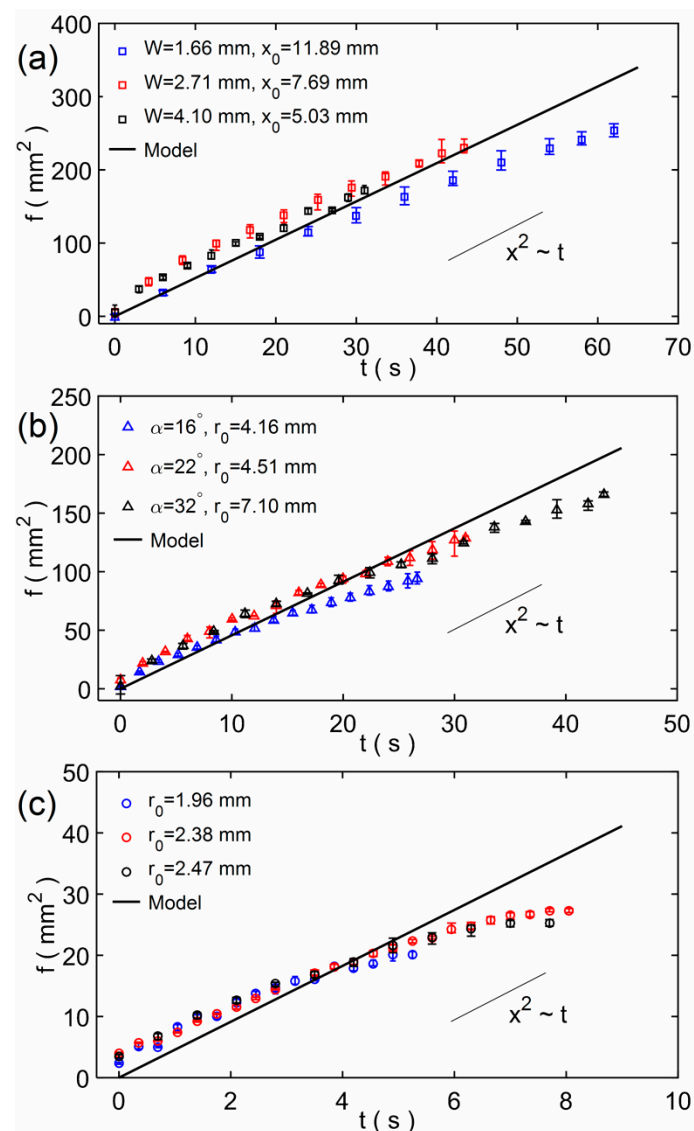 (a)
400
300
200
100
0
f ( mm²)
W=1.66 mm, x₀=11.89 mm
W=2.71 mm, x₀=7.69 mm
W=4.10 mm, x₀=5.03 mm
Model
x² ~ t
0 10 20 30 40 50 60 70
t ( s )
(b)
250
200
150
100
50
0
f ( mm²)
α=16°, r₀=4.16 mm
α=22°, r₀=4.51 mm
α=32°, r₀=7.10 mm
Model
x² ~ t
0 10 20 30 40 50
t ( s )
(c)
50
40
30
20
10
0
f ( mm²)
r₀=1.96 mm
r₀=2.38 mm
r₀=2.47 mm
Model
x² ~ t
0 2 4 6 8 10
t ( s )